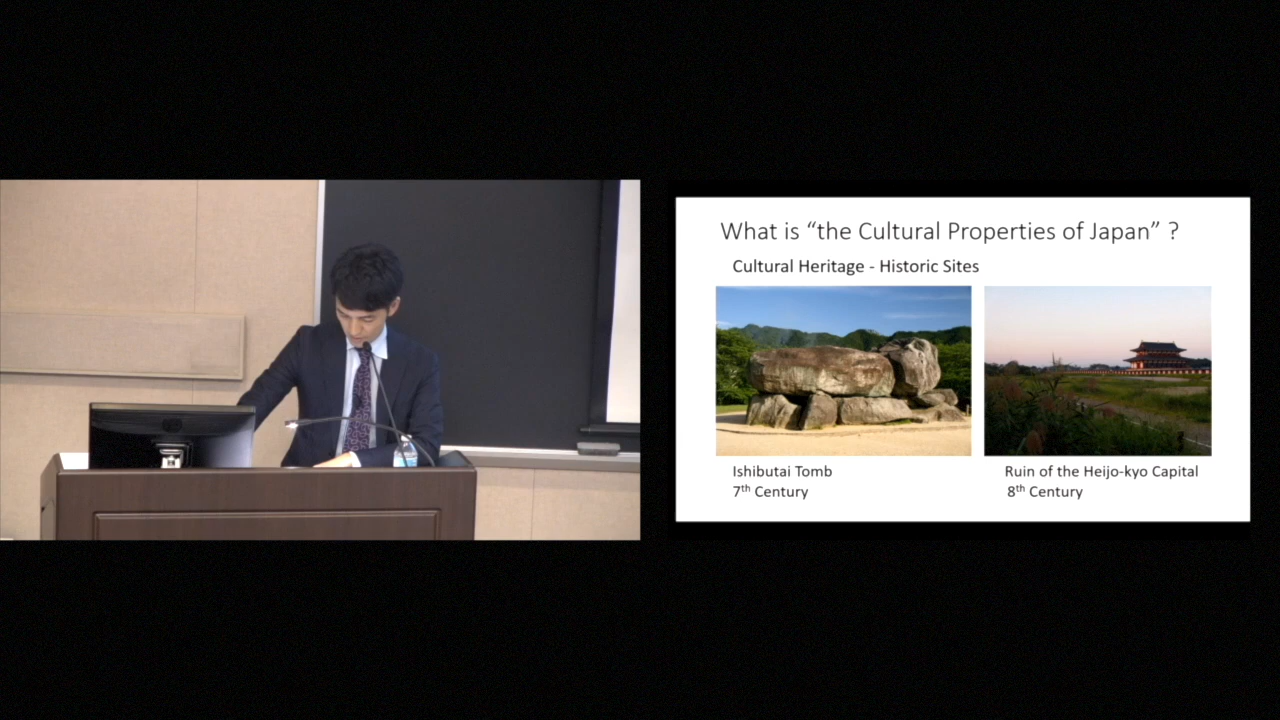 What is “the Cultural Properties of Japan” ?
Cultural Heritage - Historic Sites
Ishibutai Tomb
7th Century
Ruin of the Heijo-kyo Capital
8th Century